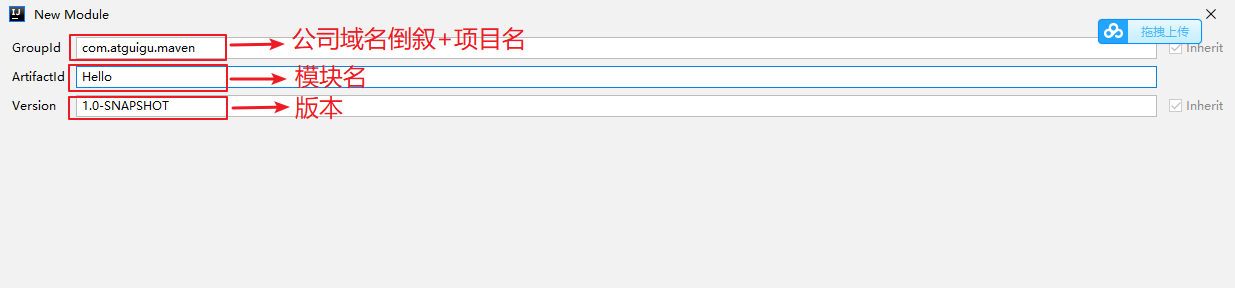 New Module
GroupId com.atguigu.maven 公司域名倒叙+项目名 拖拽上传 Inherit
ArtifactId Hello 模块名
Version 1.0-SNAPSHOT 版本 Inherit